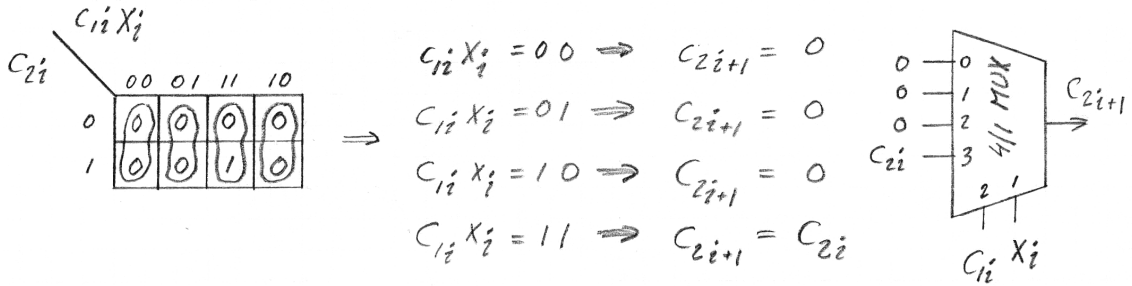 C1i Xi
C2i
00 01 11 10
0 0 0 0 0
1 0 0 1 0
⇒
C1i Xi = 0 0 ⇒ C2i+1 = 0
C1i Xi = 0 1 ⇒ C2i+1 = 0
C1i Xi = 1 0 ⇒ C2i+1 = 0
C1i Xi = 1 1 ⇒ C2i+1 = C2i
0 0
0 1
0 2
C2i 3
4/1 MUX
C2i+1
2 1
C1i Xi